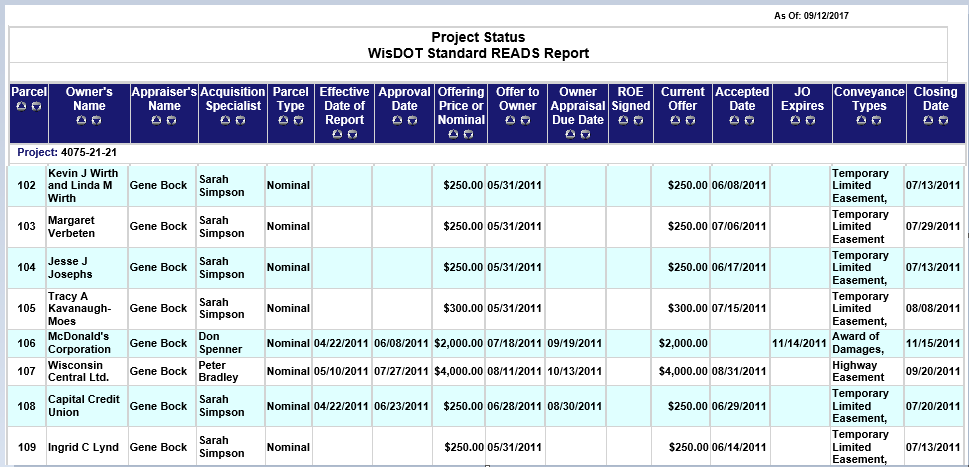 As Of: 09/12/2017
Project Status
WisDOT Standard READS Report
Parcel Owner's Name Appraiser's Name Acquisition Specialist Parcel Type Effective Date of Report Approval Date Offering Price or Nominal Offer to Owner Owner Appraisal Due Date ROE Signed Current Offer Accepted Date JO Expires Conveyance Types Closing Date
Project: 4075-21-21
102 Kevin J Wirth and Linda M Wirth Gene Bock Sarah Simpson Nominal $250.00 05/31/2011 $250.00 06/08/2011 Temporary Limited Easement, 07/13/2011
103 Margaret Verbeten Gene Bock Sarah Simpson Nominal $250.00 05/31/2011 $250.00 07/06/2011 Temporary Limited Easement 07/29/2011
104 Jesse J Josephs Gene Bock Sarah Simpson Nominal $250.00 05/31/2011 $250.00 06/17/2011 Temporary Limited Easement, 07/13/2011
105 Tracy A Kavanaugh-Moes Gene Bock Sarah Simpson Nominal $300.00 05/31/2011 $300.00 07/15/2011 Temporary Limited Easement, 08/08/2011
106 McDonald's Corporation Gene Bock Don Spenner Nominal 04/22/2011 06/08/2011 $2,000.00 07/18/2011 09/19/2011 $2,000.00 11/14/2011 Award of Damages, 11/15/2011
107 Wisconsin Central Ltd. Gene Bock Peter Bradley Nominal 05/10/2011 07/27/2011 $4,000.00 08/11/2011 10/13/2011 $4,000.00 08/31/2011 Highway Easement 09/20/2011
108 Capital Credit Union Gene Bock Sarah Simpson Nominal 04/22/2011 06/23/2011 $250.00 06/28/2011 08/30/2011 $250.00 06/29/2011 Temporary Limited Easement, 07/20/2011
109 Ingrid C Lynd Gene Bock Sarah Simpson Nominal $250.00 05/31/2011 $250.00 06/14/2011 Temporary Limited Easement, 07/13/2011